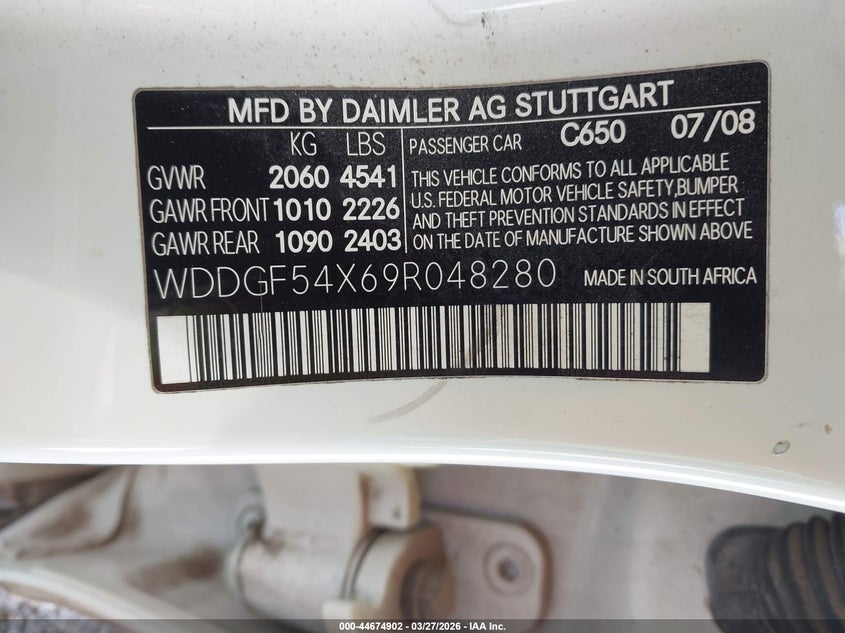 MFD BY DAIMLER AG STUTTGART
KG LBS PASSENGER CAR C650 07/08
GVWR 2060 4541
GAWR FRONT 1010 2226
GAWR REAR 1090 2403
THIS VEHICLE CONFORMS TO ALL APPLICABLE
U.S. FEDERAL MOTOR VEHICLE SAFETY,BUMPER
AND THEFT PREVENTION STANDARDS IN EFFECT
ON THE DATE OF MANUFACTURE SHOWN ABOVE
WDDGF54X69R048280 MADE IN SOUTH AFRICA
000-44674902 - 03/27/2026 - IAA Inc.